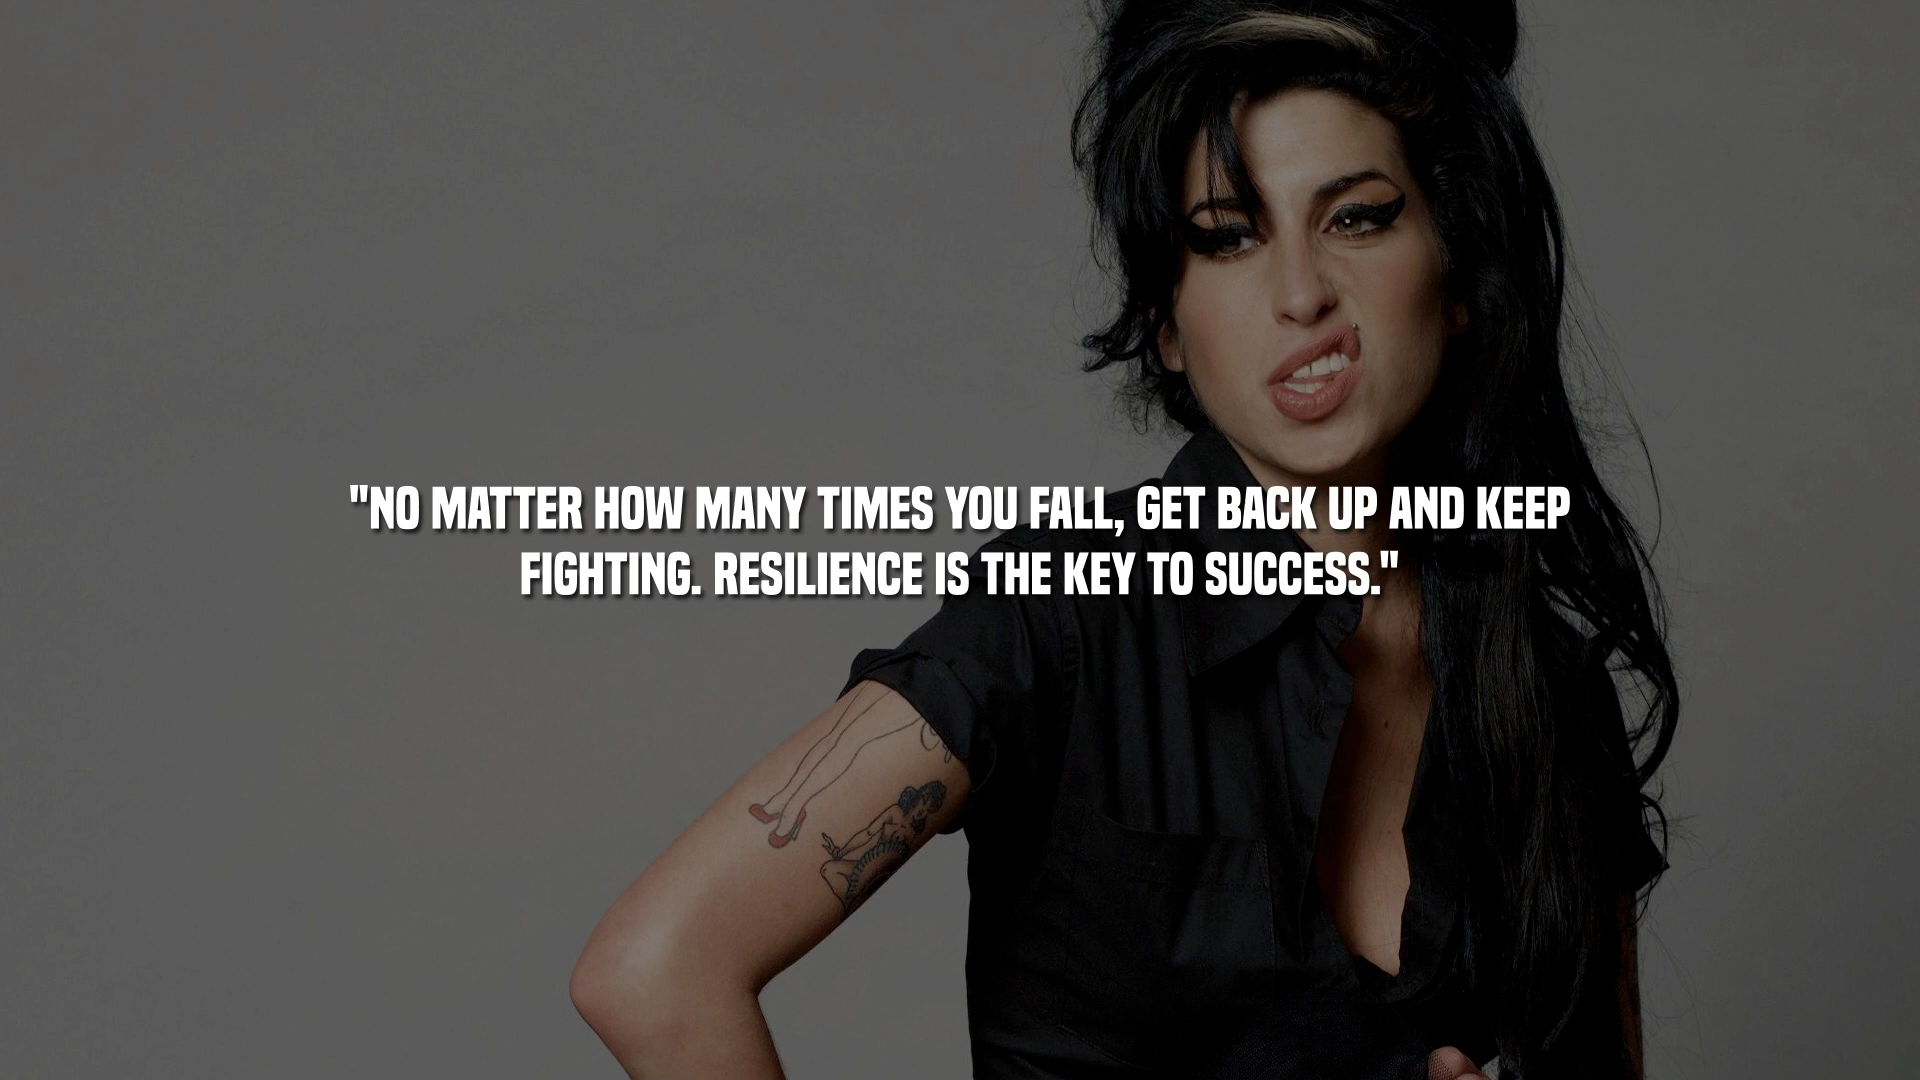 "NO MATTER HOW MANY TIMES YOU FALL, GET BACK UP AND KEEP
FIGHTING. RESILIENCE IS THE KEY TO SUCCESS."